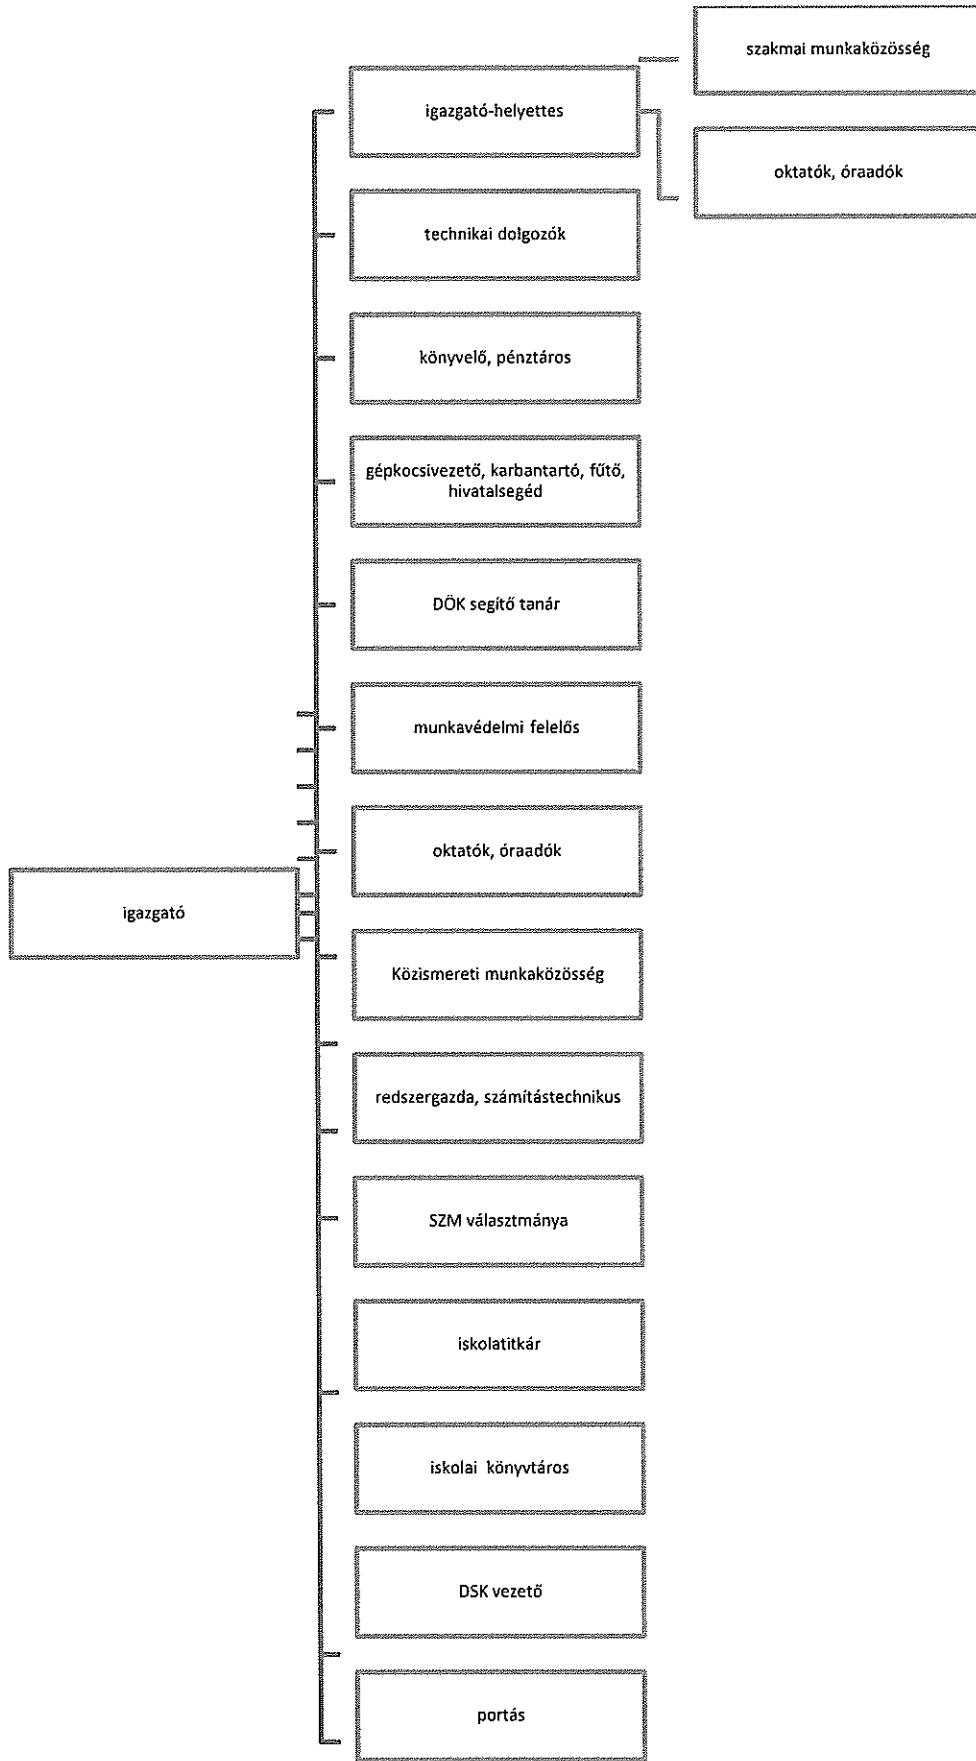 szakmai munkaközösség
igazgató-helyettes
oktatók, óraadók
technikai dolgozók
könyvelő, pénztáros
gépkocsivezető, karbantartó, fűtő,
hivatalsegéd
DÖK segítő tanár
munkavédelmi felelős
oktatók, óraadók
igazgató
Közismereti munkaközösség
redszergazda, számítástechnikus
SZM választmánya
iskolatitkár
iskolai könyvtáros
DSK vezető
portás